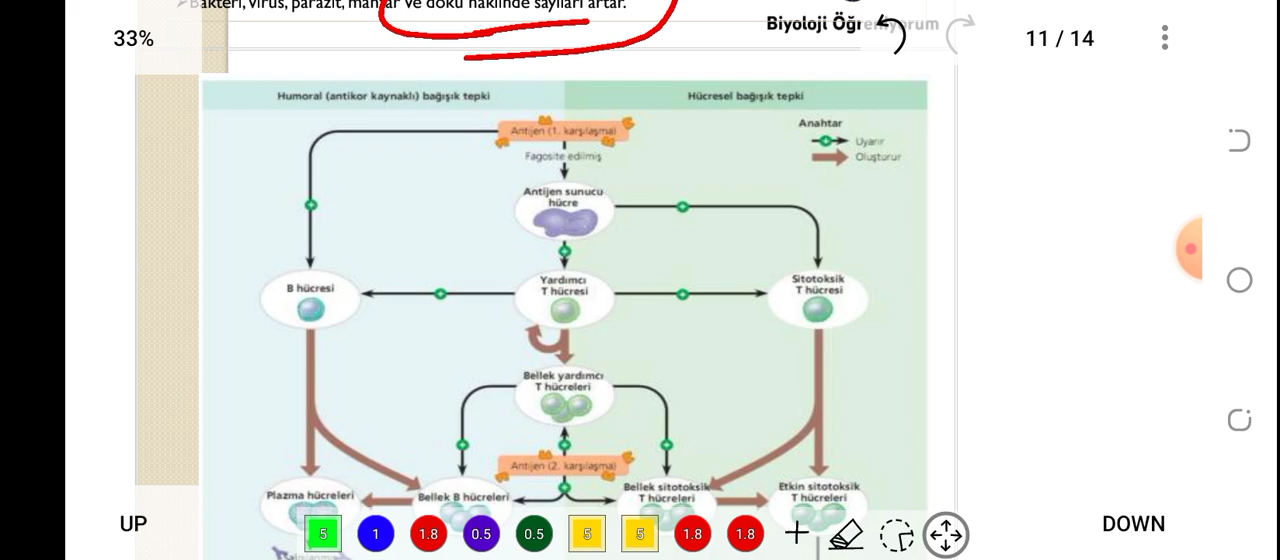 Bakteri, virüs, parazit, mantar ve doku naklinde sayıları artar.
33%
Biyoloji Öğreniyorum
11 / 14
Humoral (antikor kaynaklı) bağışık tepki
Hücresel bağışık tepki
Antijen (1. karşılaşma)
Anahtar
Uyarır
Oluşturur
Fagosite edilmiş
Antijen sunucu
hücre
B hücresi
Yardımcı
T hücresi
Sitotoksik
T hücresi
Bellek yardımcı
T hücreleri
Antijen (2. karşılaşma)
Plazma hücreleri
Bellek B hücreleri
Bellek sitotoksik
T hücreleri
Etkin sitotoksik
T hücreleri
UP
5
1
1.8
0.5
0.5
5
5
1.8
1.8
DOWN